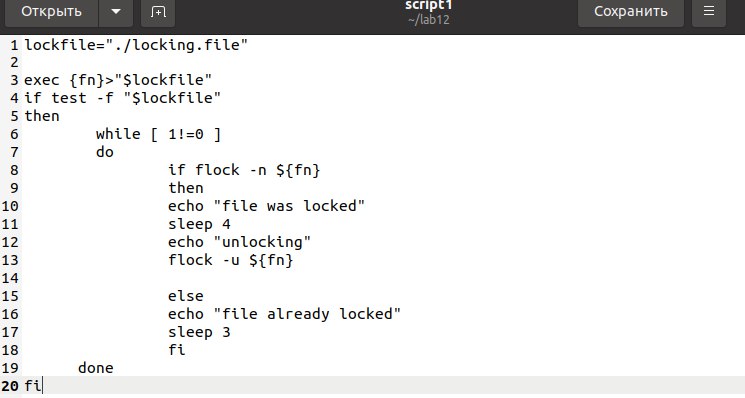 Открыть
script1
~/lab12
Сохранить
1 lockfile="./locking.file"
2
3 exec {fn}>"$lockfile"
4 if test -f "$lockfile"
5 then
6         while [ 1!=0 ]
7         do
8                 if flock -n ${fn}
9                 then
10                 echo "file was locked"
11                 sleep 4
12                 echo "unlocking"
13                 flock -u ${fn}
14
15                 else
16                 echo "file already locked"
17                 sleep 3
18                 fi
19       done
20 fi